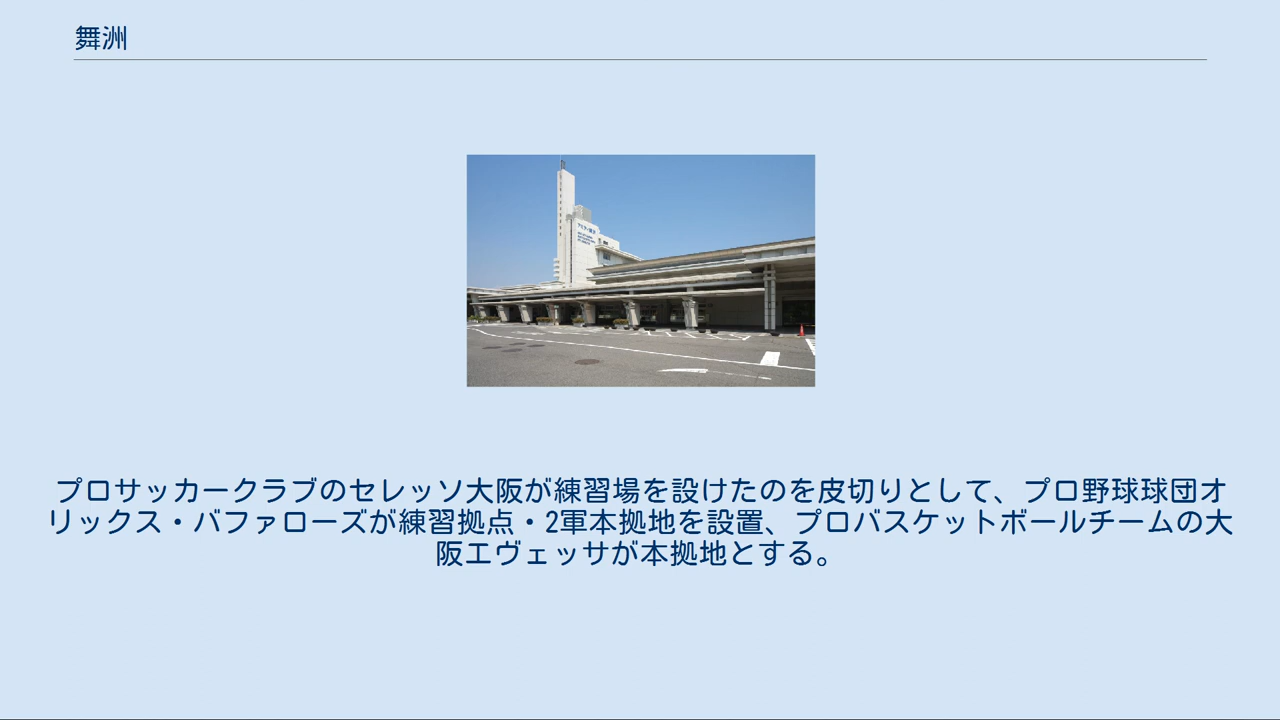 舞洲
プロサッカークラブのセレッソ大阪が練習場を設けたのを皮切りとして、プロ野球球団オ
リックス・バファローズが練習拠点・2軍本拠地を設置、プロバスケットボールチームの大
阪エヴェッサが本拠地とする。